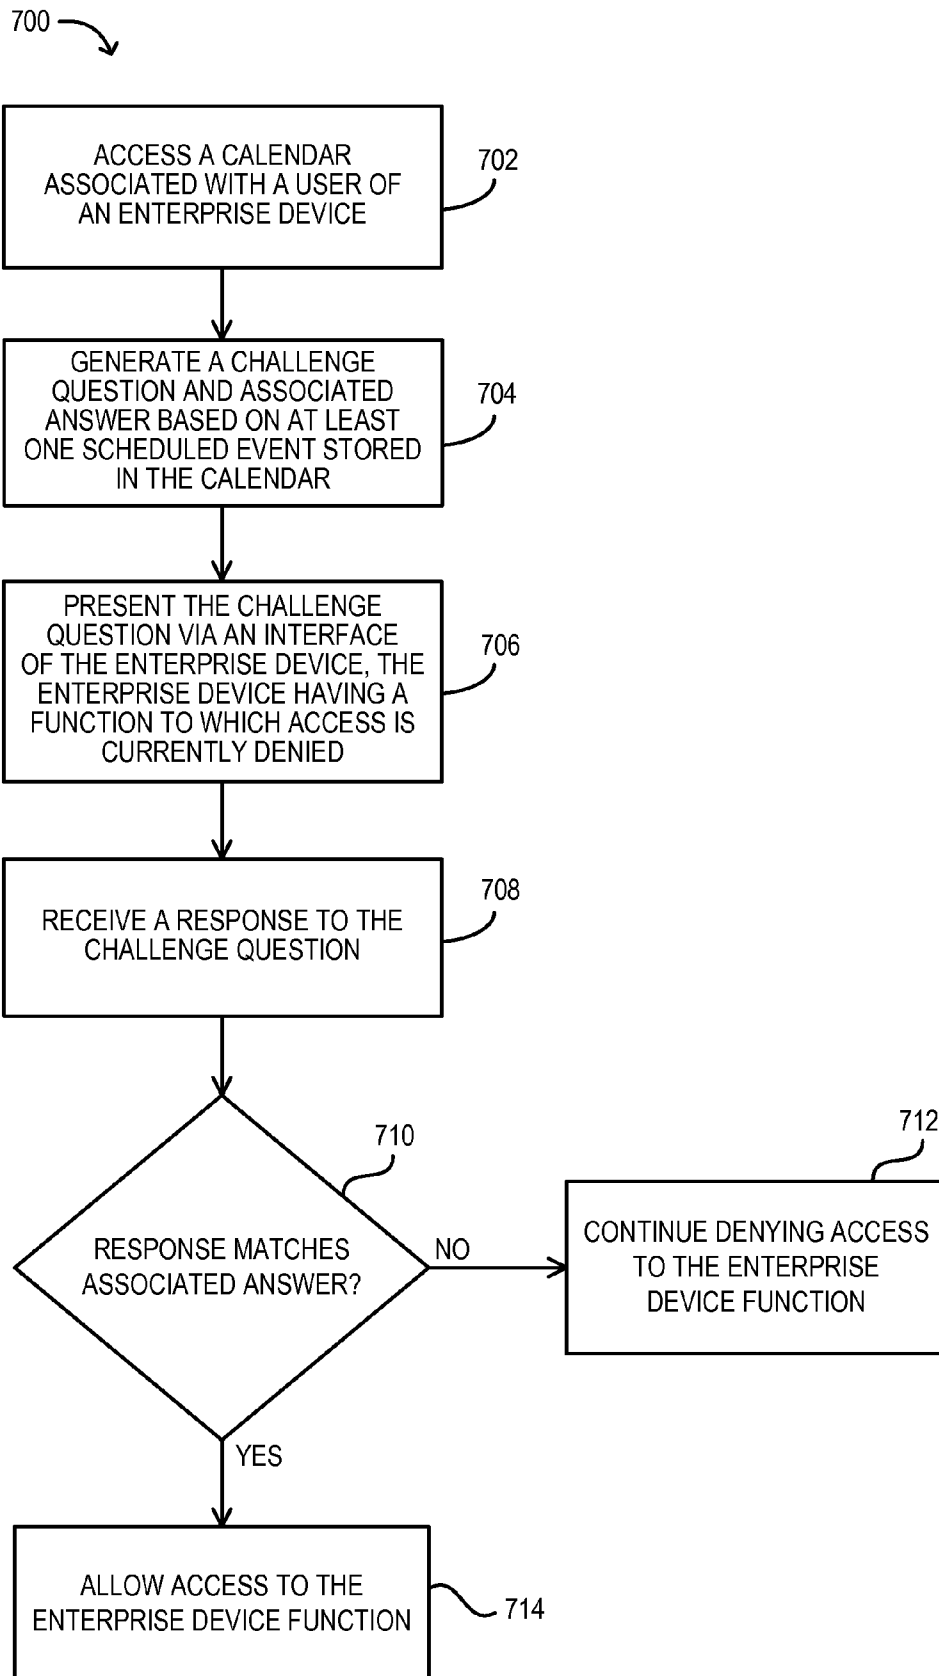 700
ACCESS A CALENDAR
ASSOCIATED WITH A USER OF
AN ENTERPRISE DEVICE
702
GENERATE A CHALLENGE
QUESTION AND ASSOCIATED
ANSWER BASED ON AT LEAST
ONE SCHEDULED EVENT STORED
IN THE CALENDAR
704
PRESENT THE CHALLENGE
QUESTION VIA AN INTERFACE
OF THE ENTERPRISE DEVICE, THE
ENTERPRISE DEVICE HAVING A
FUNCTION TO WHICH ACCESS IS
CURRENTLY DENIED
706
RECEIVE A RESPONSE TO THE
CHALLENGE QUESTION
708
RESPONSE MATCHES
ASSOCIATED ANSWER?
710
NO
CONTINUE DENYING ACCESS
TO THE ENTERPRISE
DEVICE FUNCTION
712
YES
ALLOW ACCESS TO THE
ENTERPRISE DEVICE FUNCTION
714